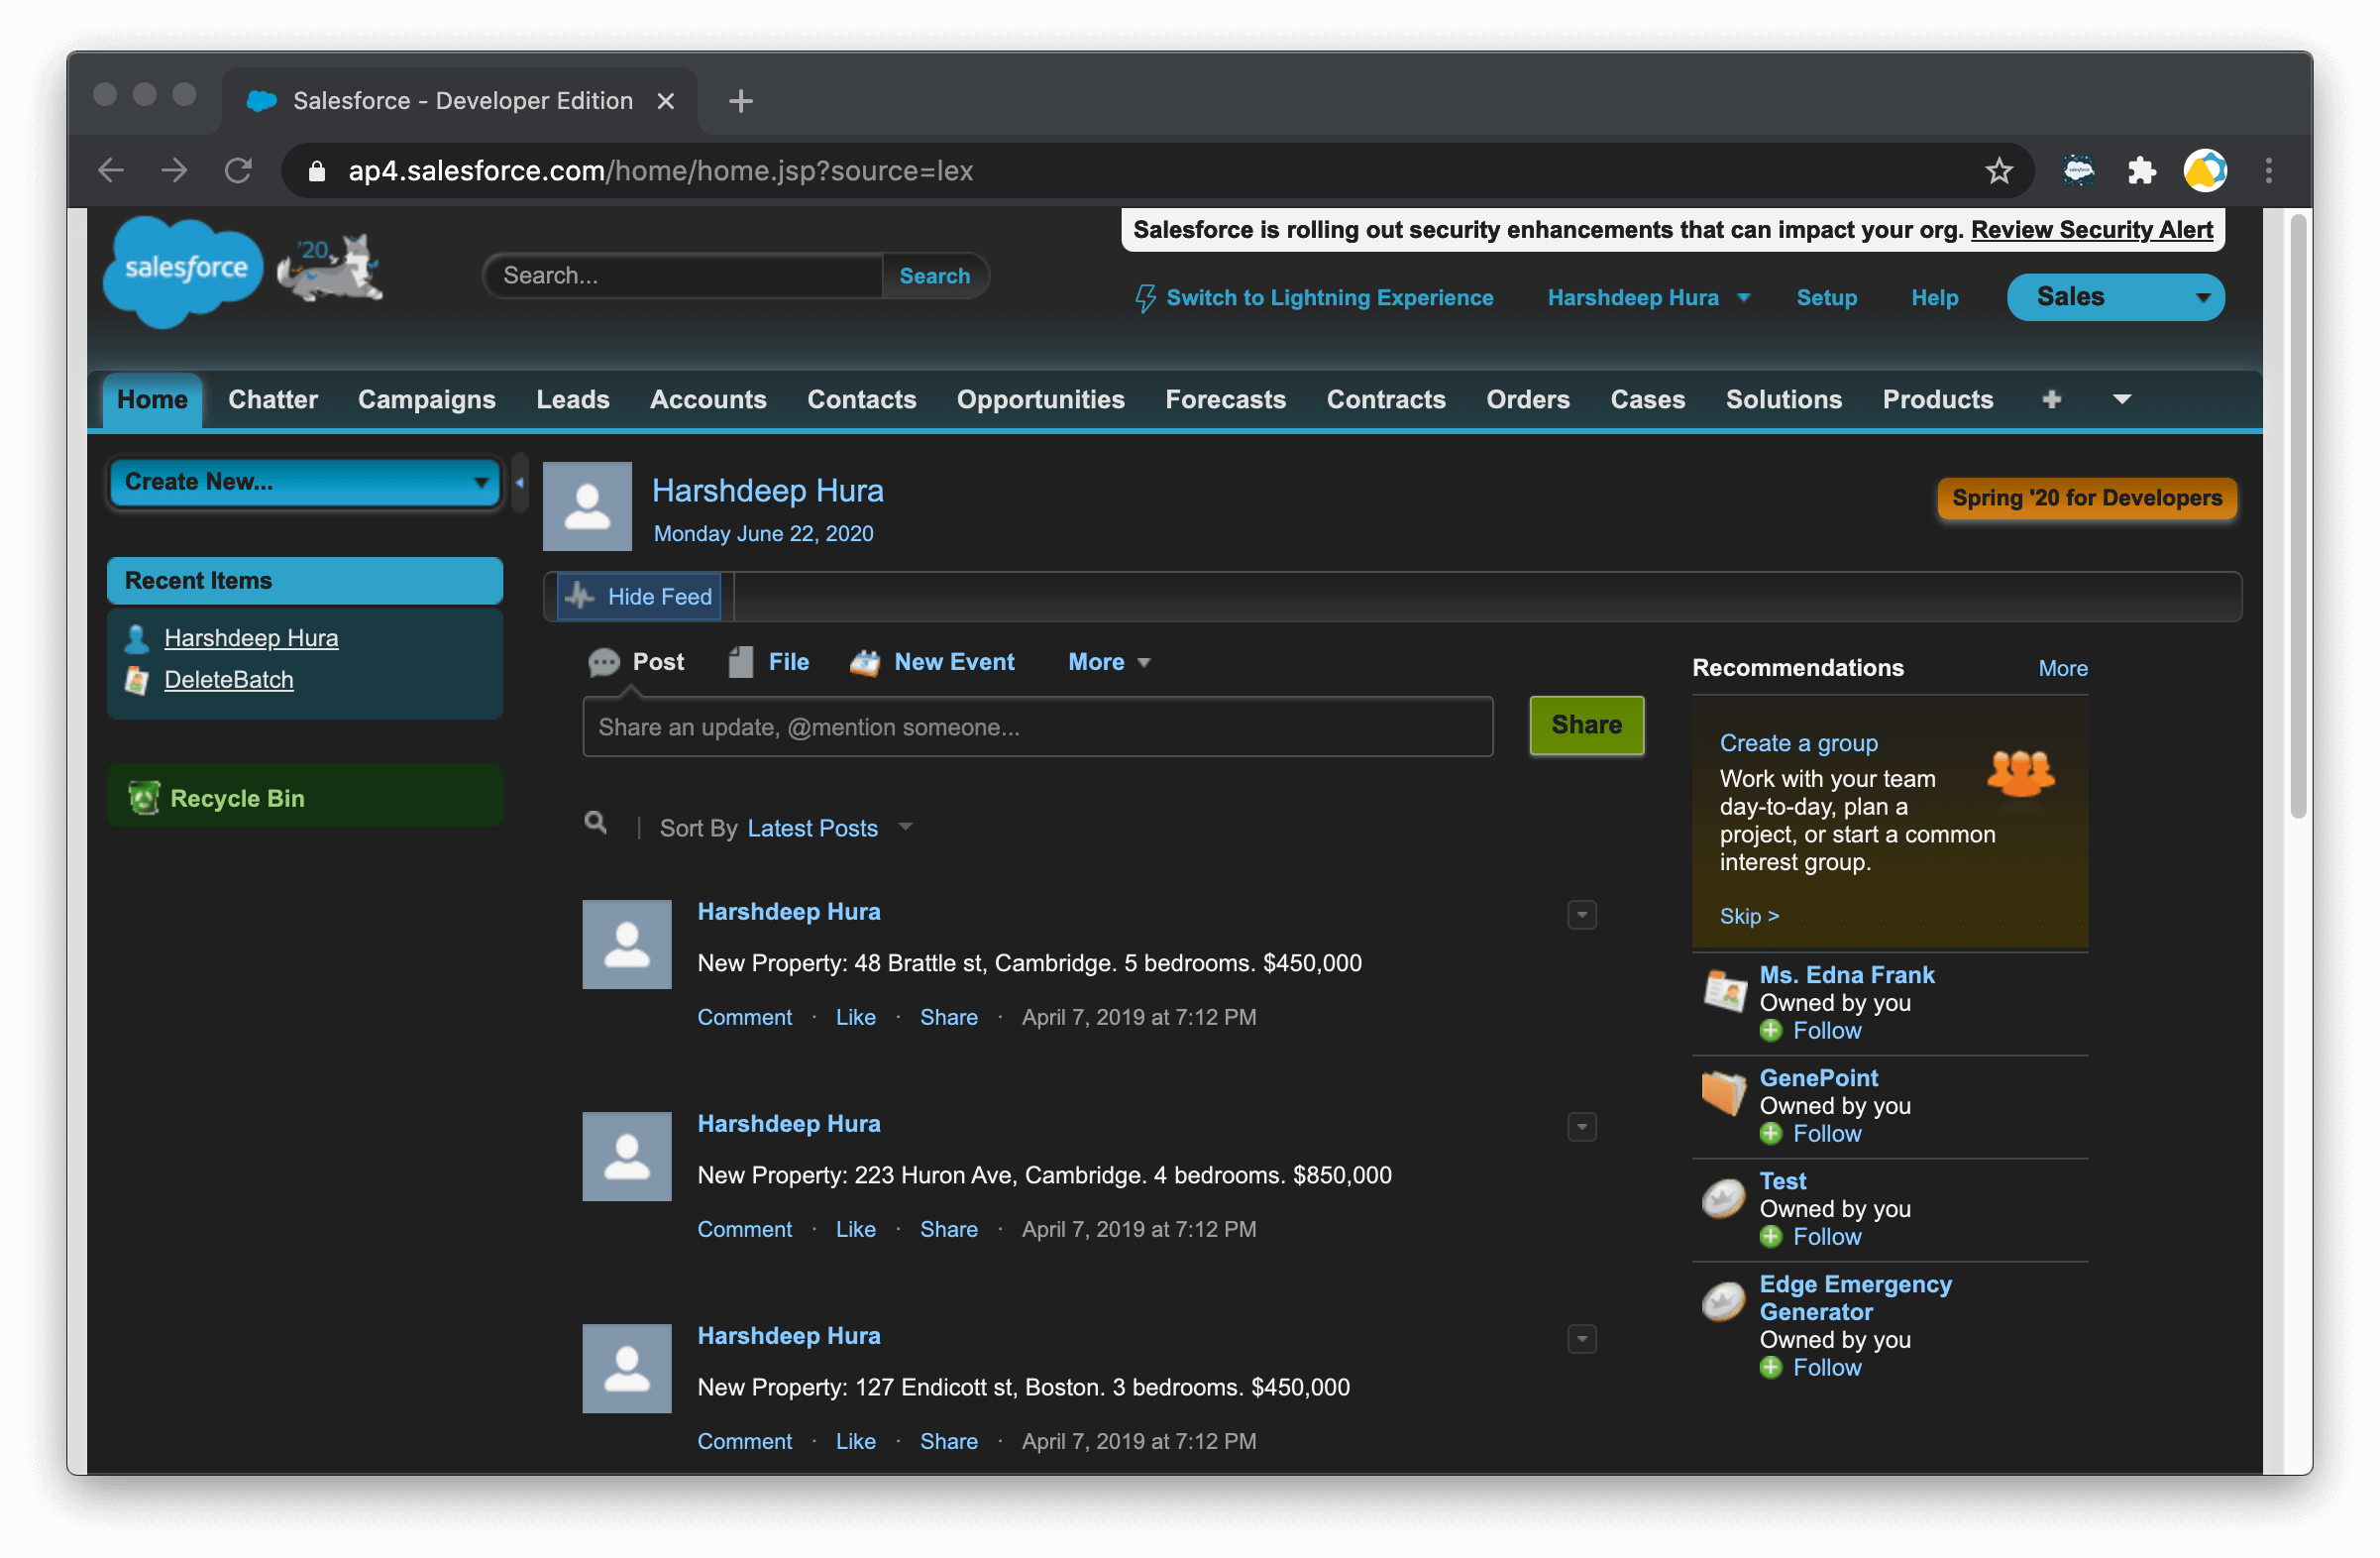 Salesforce - Developer Edition
ap4.salesforce.com/home/home.jsp?source=lex
Salesforce is rolling out security enhancements that can impact your org. Review Security Alert
salesforce
'20
Search...
Search
Switch to Lightning Experience
Harshdeep Hura
Setup
Help
Sales
Home
Chatter
Campaigns
Leads
Accounts
Contacts
Opportunities
Forecasts
Contracts
Orders
Cases
Solutions
Products
Create New...
Recent Items
Harshdeep Hura
DeleteBatch
Recycle Bin
Harshdeep Hura
Monday June 22, 2020
Spring '20 for Developers
Hide Feed
Post
File
New Event
More
Share an update, @mention someone...
Share
Sort By Latest Posts
Harshdeep Hura
New Property: 48 Brattle st, Cambridge. 5 bedrooms. $450,000
Comment · Like · Share · April 7, 2019 at 7:12 PM
Harshdeep Hura
New Property: 223 Huron Ave, Cambridge. 4 bedrooms. $850,000
Comment · Like · Share · April 7, 2019 at 7:12 PM
Harshdeep Hura
New Property: 127 Endicott st, Boston. 3 bedrooms. $450,000
Comment · Like · Share · April 7, 2019 at 7:12 PM
Recommendations
More
Create a group
Work with your team
day-to-day, plan a
project, or start a common
interest group.
Skip >
Ms. Edna Frank
Owned by you
Follow
GenePoint
Owned by you
Follow
Test
Owned by you
Follow
Edge Emergency
Generator
Owned by you
Follow